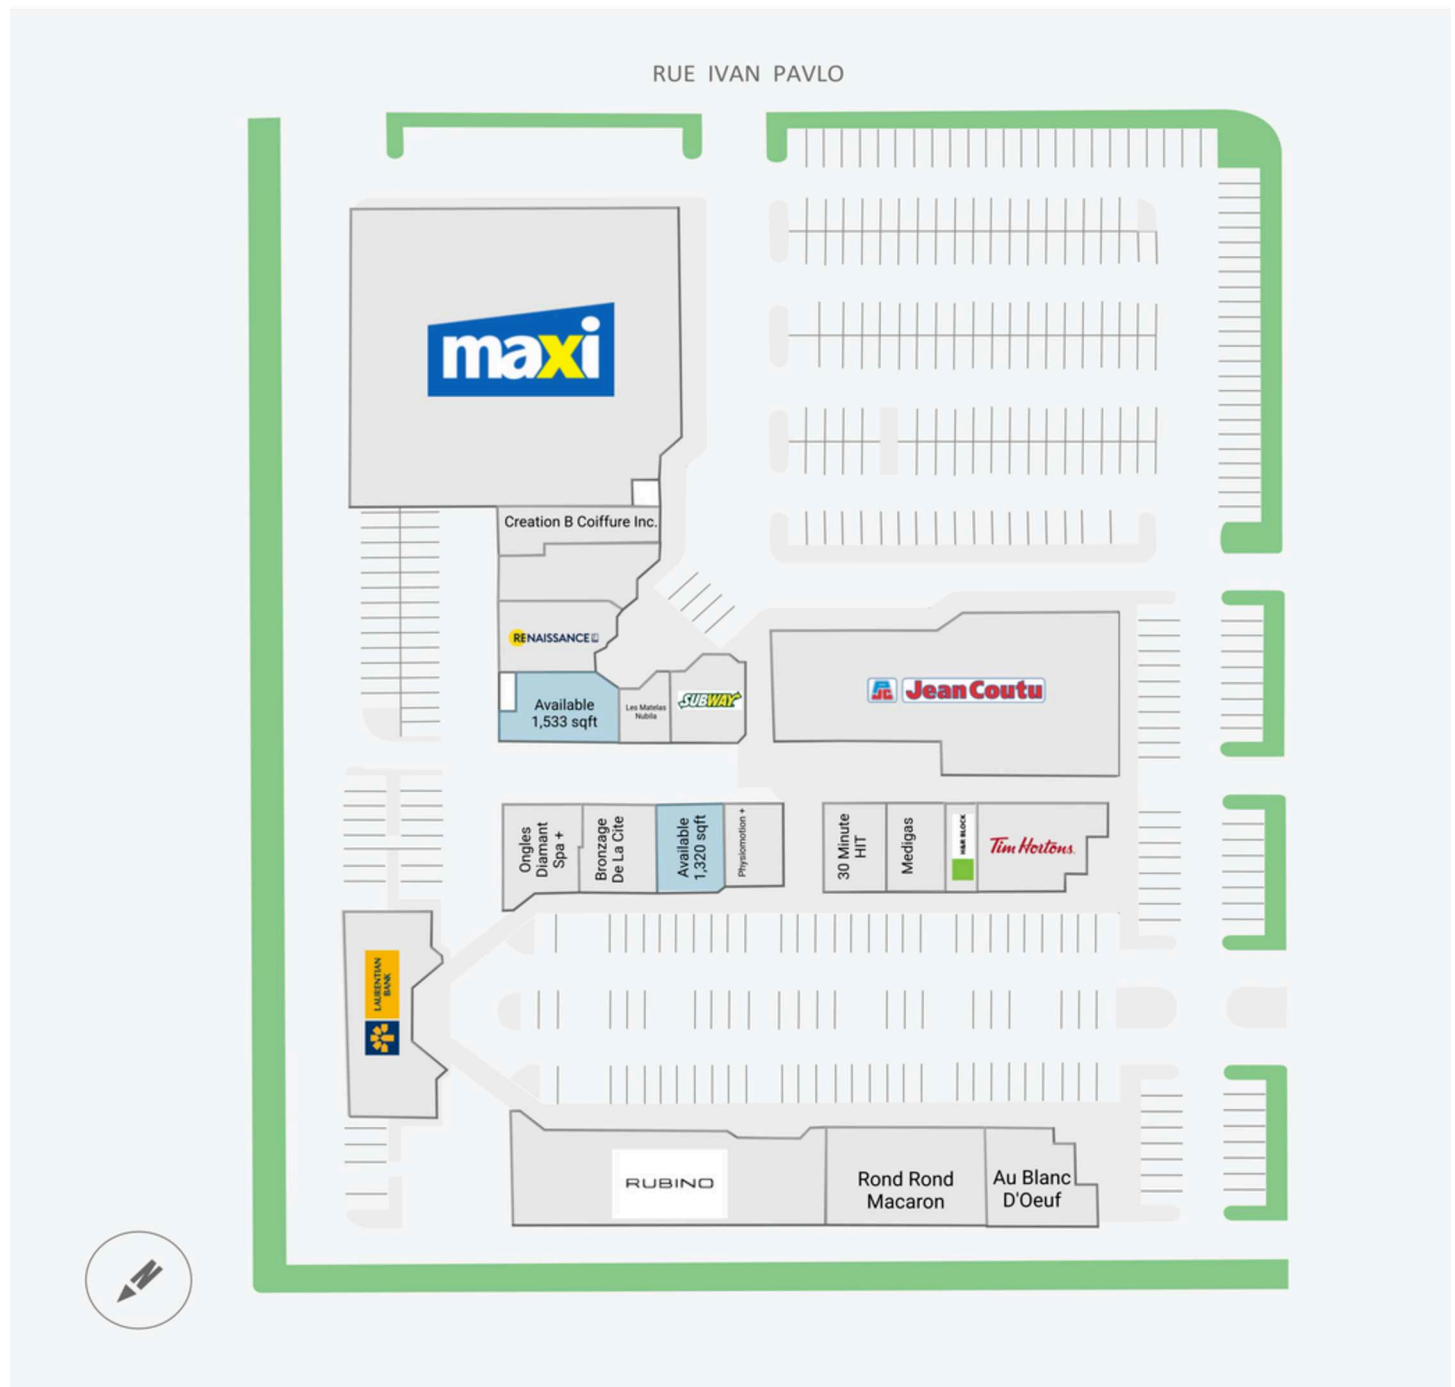 RUE IVAN PAVLO
maxi
Creation B Coiffure Inc.
RENAISSANCE
Available
1,533 sqft
Les Matelas
Nubila
SUBWAY
PJC
Jean Coutu
Ongles
Diamant
Spa +
Bronzage
De La Cite
Available
1,320 sqft
Physiomotion +
30 Minute
HIT
Medigas
H&R BLOCK
Tim Hortons.
LAURENTIAN
BANK
RUBINO
Rond Rond
Macaron
Au Blanc
D'Oeuf
N